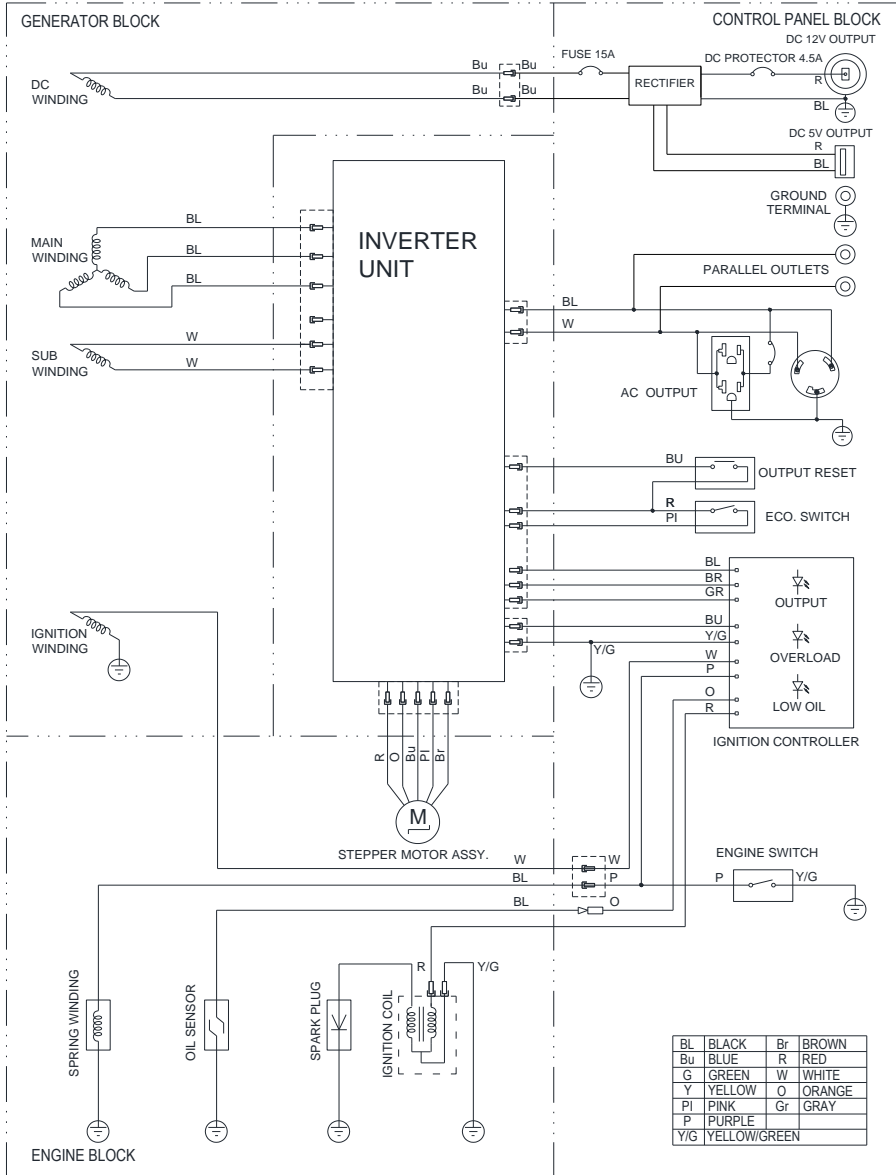 GENERATOR BLOCK
CONTROL PANEL BLOCK
DC 12V OUTPUT
FUSE 15A
DC PROTECTOR 4.5A
Bu
Bu
RECTIFIER
R
DC
WINDING
Bu
Bu
BL
DC 5V OUTPUT
R
BL
GROUND
TERMINAL
INVERTER
UNIT
MAIN
WINDING
BL
BL
BL
PARALLEL OUTLETS
BL
W
SUB
WINDING
W
W
AC OUTPUT
BU
OUTPUT RESET
R
PI
ECO. SWITCH
BL
BR
GR
OUTPUT
BU
Y/G
Y/G
OVERLOAD
W
P
O
R
LOW OIL
IGNITION CONTROLLER
IGNITION
WINDING
R
O
Bu
PI
Br
M
STEPPER MOTOR ASSY.
W
W
BL
P
ENGINE SWITCH
P
Y/G
BL
O
R
Y/G
SPRING WINDING
OIL SENSOR
SPARK PLUG
IGNITION COIL
BL BLACK Br BROWN
Bu BLUE R RED
G GREEN W WHITE
Y YELLOW O ORANGE
PI PINK Gr GRAY
P PURPLE
Y/G YELLOW/GREEN
ENGINE BLOCK